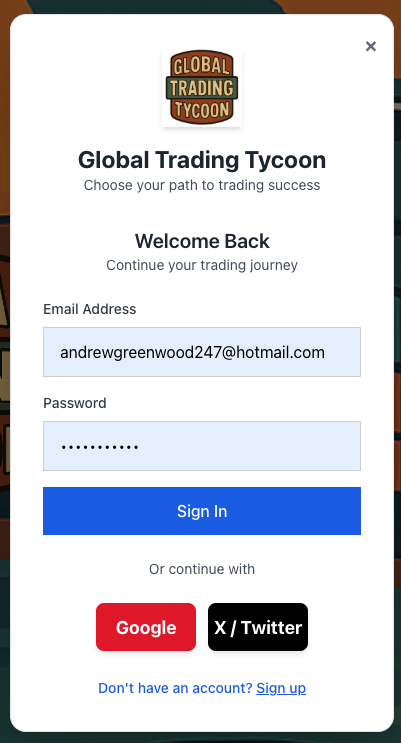 ×
GLOBAL
TRADING
TYCOON
Global Trading Tycoon
Choose your path to trading success
Welcome Back
Continue your trading journey
Email Address
andrewgreenwood247@hotmail.com
Password
•••••••••••
Sign In
Or continue with
Google
X / Twitter
Don't have an account? Sign up